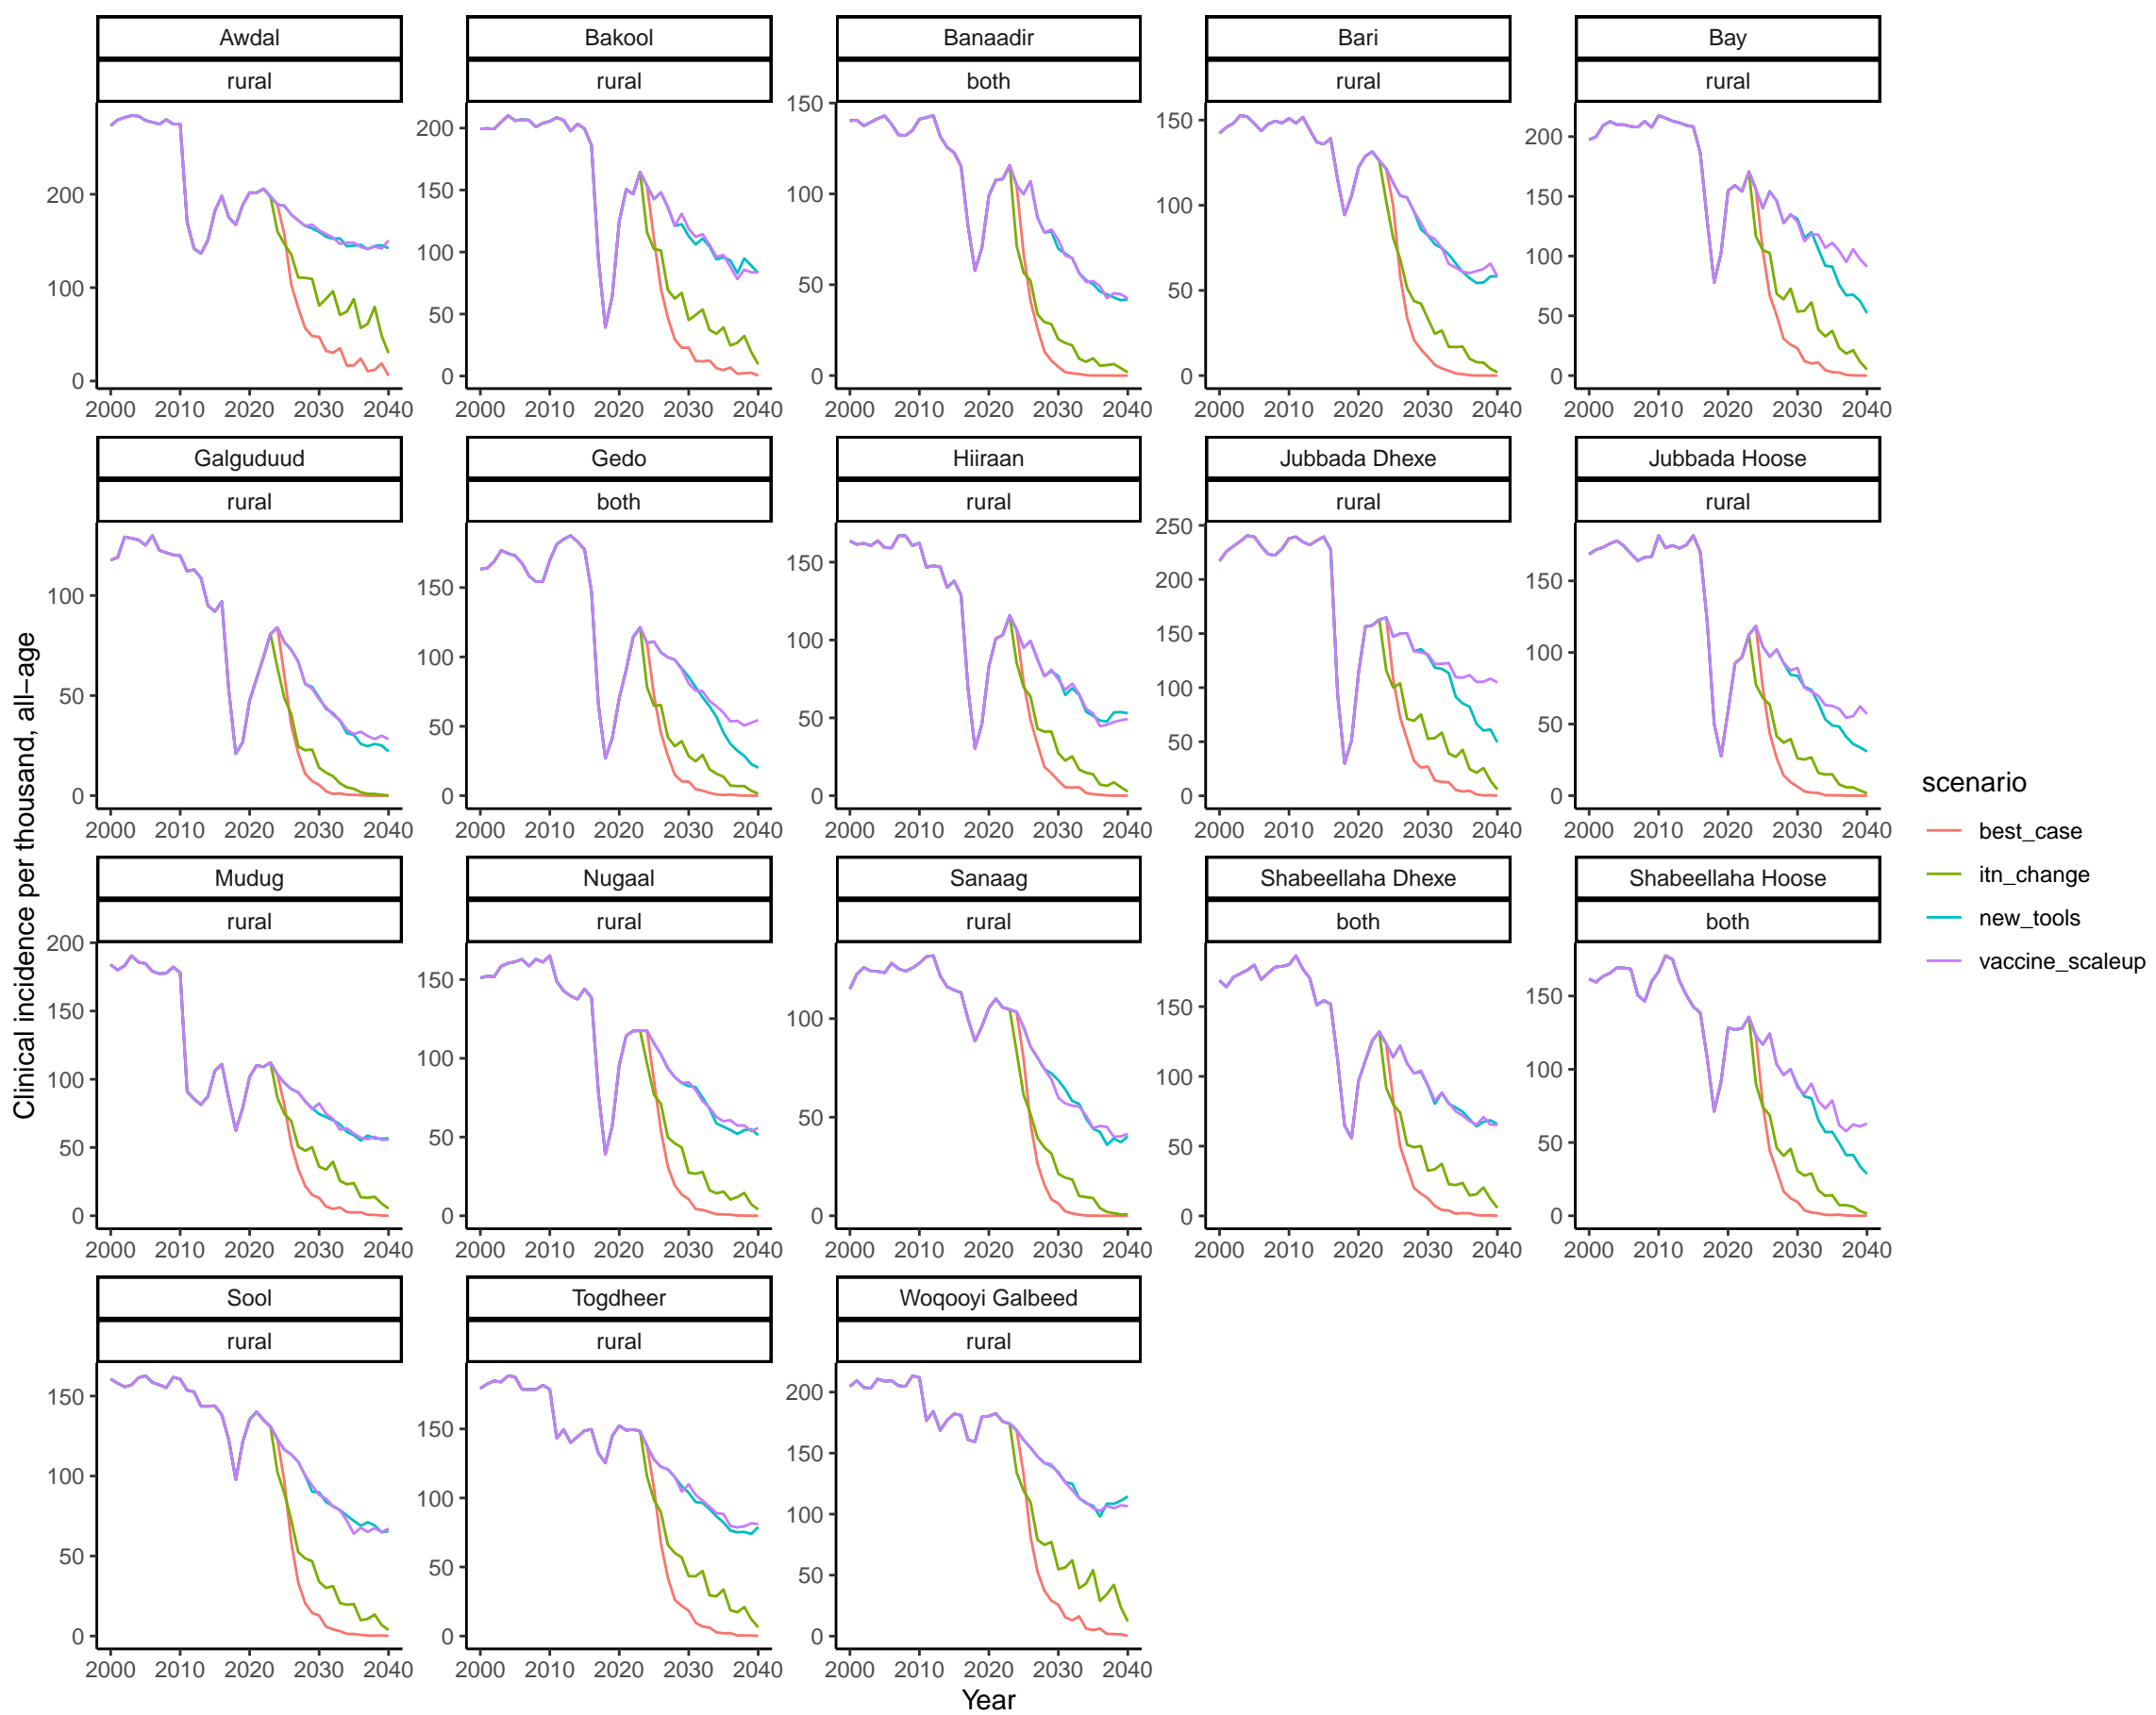 Awdal
rural
Bakool
rural
Banaadir
both
Bari
rural
Bay
rural
0
100
200
2000 2010 2020 2030 2040
0
50
100
150
200
2000 2010 2020 2030 2040
0
50
100
150
2000 2010 2020 2030 2040
0
50
100
150
2000 2010 2020 2030 2040
0
50
100
150
200
2000 2010 2020 2030 2040
Galguduud
rural
Gedo
both
Hiiraan
rural
Jubbada Dhexe
rural
Jubbada Hoose
rural
0
50
100
2000 2010 2020 2030 2040
0
50
100
150
2000 2010 2020 2030 2040
0
50
100
150
2000 2010 2020 2030 2040
0
50
100
150
200
250
2000 2010 2020 2030 2040
0
50
100
150
2000 2010 2020 2030 2040
Mudug
rural
Nugaal
rural
Sanaag
rural
Shabeellaha Dhexe
both
Shabeellaha Hoose
both
0
50
100
150
200
2000 2010 2020 2030 2040
0
50
100
150
2000 2010 2020 2030 2040
0
50
100
2000 2010 2020 2030 2040
0
50
100
150
2000 2010 2020 2030 2040
0
50
100
150
2000 2010 2020 2030 2040
Sool
rural
Togdheer
rural
Woqooyi Galbeed
rural
0
50
100
150
2000 2010 2020 2030 2040
0
50
100
150
2000 2010 2020 2030 2040
0
50
100
150
200
2000 2010 2020 2030 2040
Year
Clinical incidence per thousand, all−age
scenario
best_case
itn_change
new_tools
vaccine_scaleup